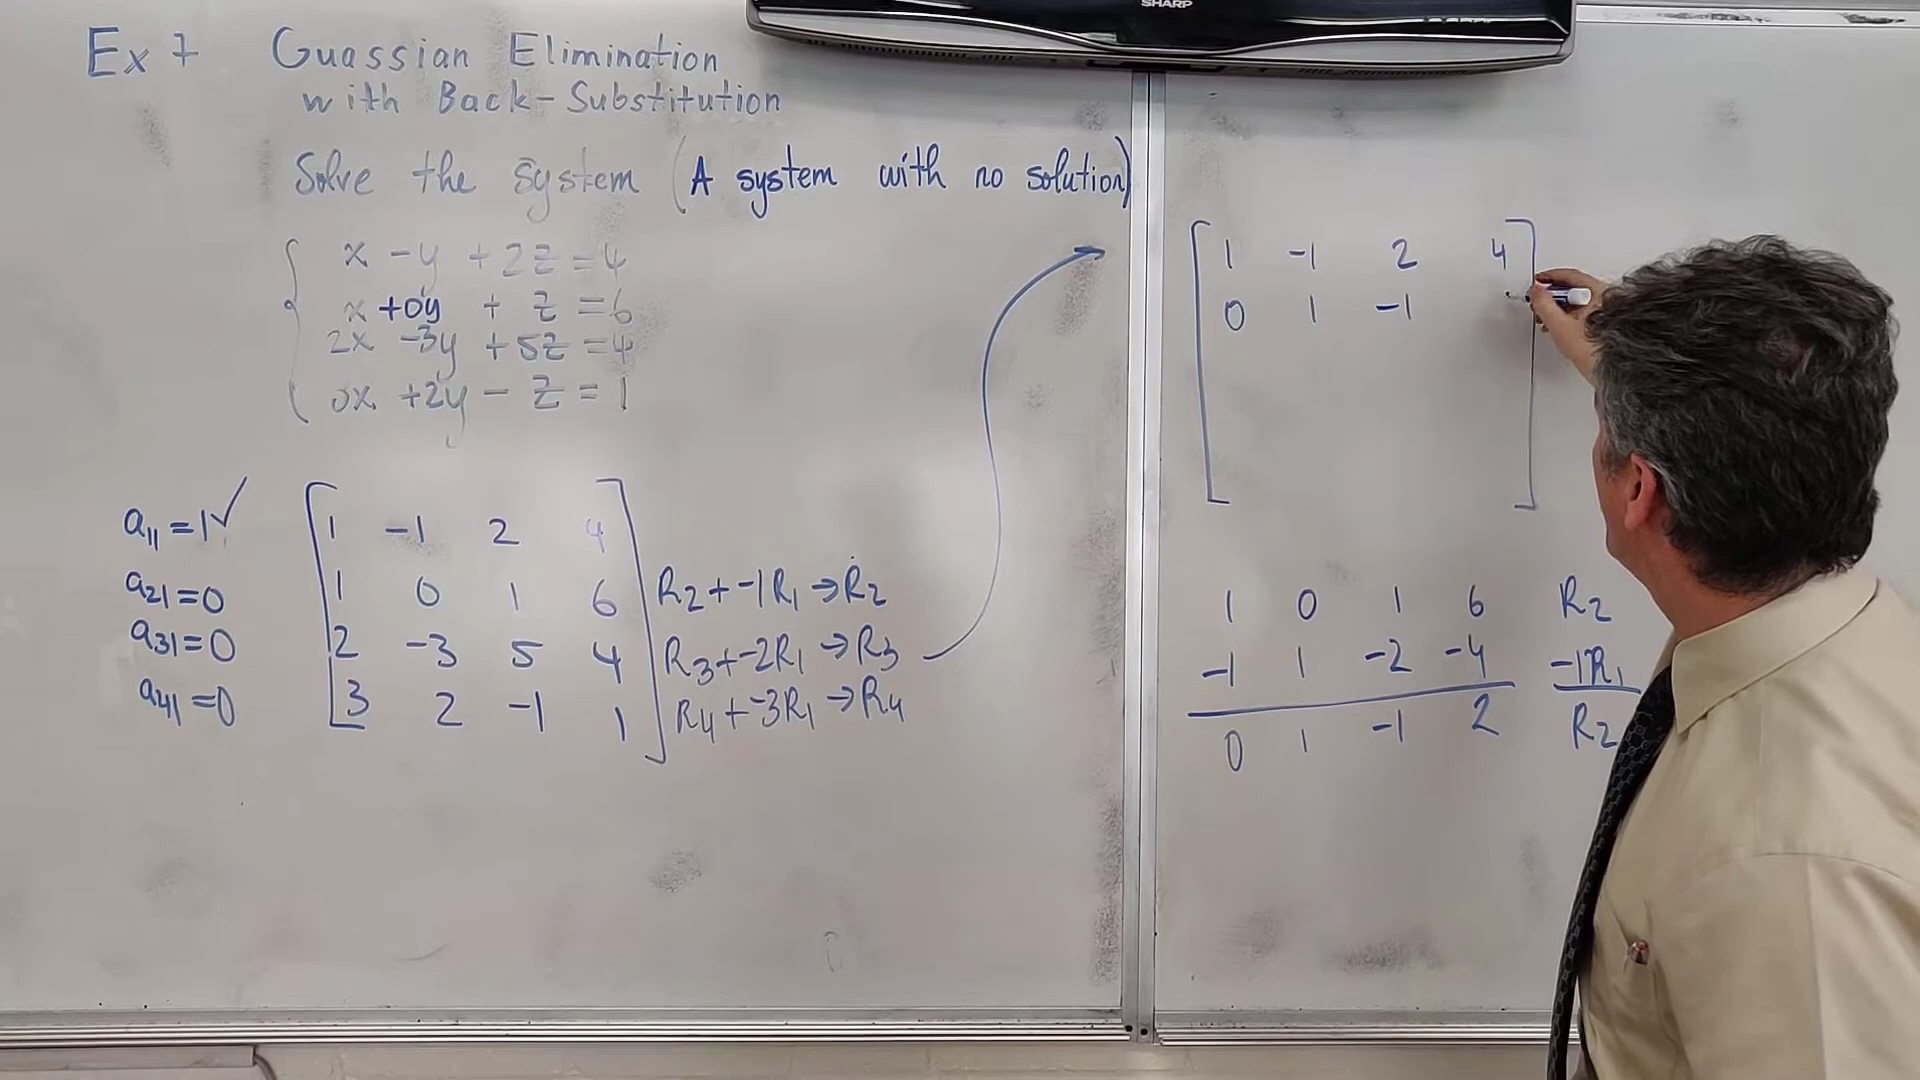 SHARP
Ex 7 Guassian Elimination
with Back-Substitution
Solve the system (A system with no solution)
x - y + 2z = 4
x + 0y + z = 6
2x - 3y + 5z = 4
3x + 2y - z = 1
a11 = 1 ✓
a21 = 0
a31 = 0
a41 = 0
1 -1 2 4
1 0 1 6 R2 + -1R1 → R2
2 -3 5 4 R3 + -2R1 → R3
3 2 -1 1 R4 + -3R1 → R4
1 -1 2 4
0 1 -1
1 0 1 6 R2
-1 1 -2 -4 -1R1
0 1 -1 2 R2